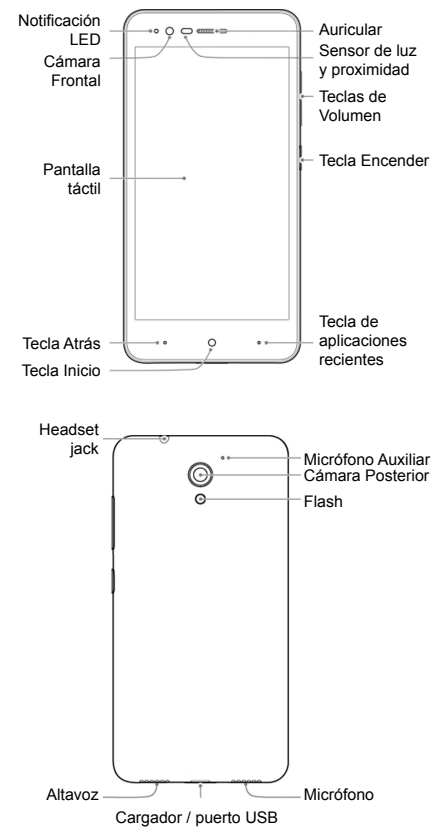 Notificación
LED
Cámara
Frontal
Auricular
Sensor de luz
y proximidad
Teclas de
Volumen
Tecla Encender
Pantalla
táctil
Tecla Atrás
Tecla Inicio
Tecla de
aplicaciones
recientes
Headset
jack
Micrófono Auxiliar
Cámara Posterior
Flash
Altavoz
Cargador / puerto USB
Micrófono